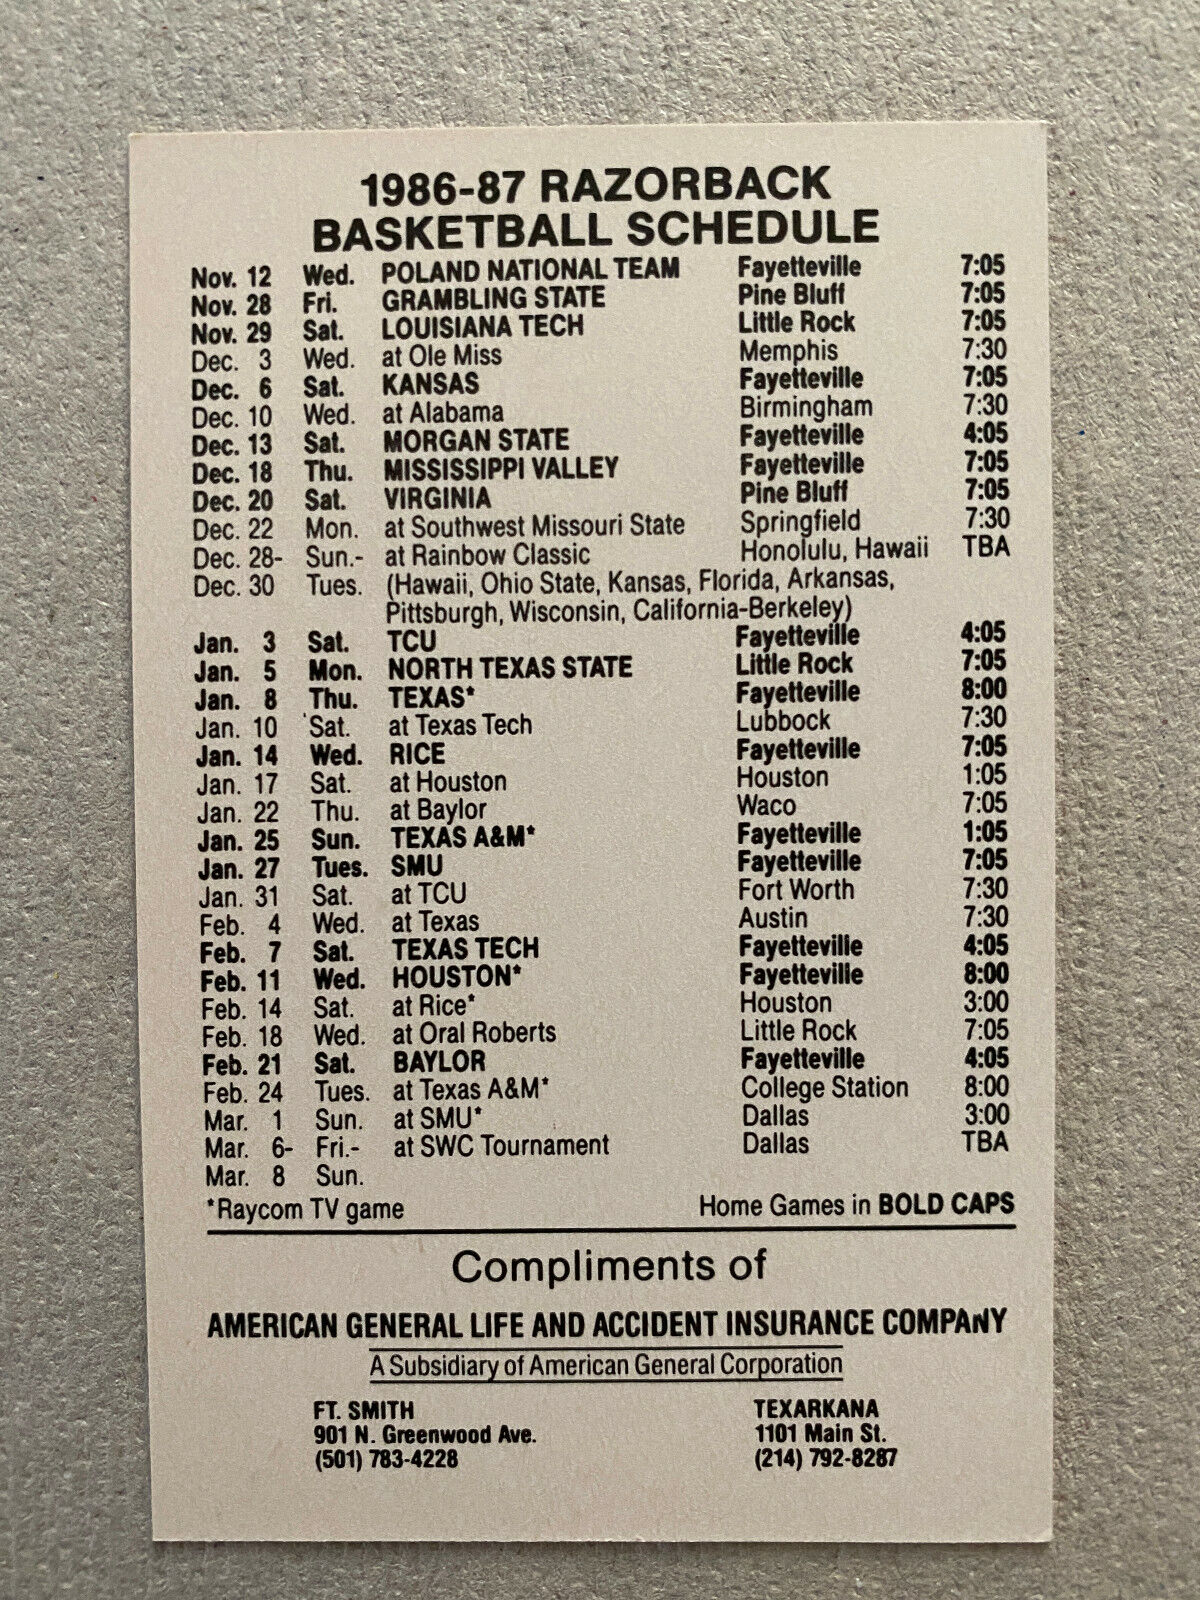 1986-87 RAZORBACK
BASKETBALL SCHEDULE
Nov. 12 Wed. POLAND NATIONAL TEAM Fayetteville 7:05
Nov. 28 Fri. GRAMBLING STATE Pine Bluff 7:05
Nov. 29 Sat. LOUISIANA TECH Little Rock 7:05
Dec. 3 Wed. at Ole Miss Memphis 7:30
Dec. 6 Sat. KANSAS Fayetteville 7:05
Dec. 10 Wed. at Alabama Birmingham 7:30
Dec. 13 Sat. MORGAN STATE Fayetteville 4:05
Dec. 18 Thu. MISSISSIPPI VALLEY Fayetteville 7:05
Dec. 20 Sat. VIRGINIA Pine Bluff 7:05
Dec. 22 Mon. at Southwest Missouri State Springfield 7:30
Dec. 28- Sun.- at Rainbow Classic Honolulu, Hawaii TBA
Dec. 30 Tues. (Hawaii, Ohio State, Kansas, Florida, Arkansas,
Pittsburgh, Wisconsin, California-Berkeley)
Jan. 3 Sat. TCU Fayetteville 4:05
Jan. 5 Mon. NORTH TEXAS STATE Little Rock 7:05
Jan. 8 Thu. TEXAS* Fayetteville 8:00
Jan. 10 Sat. at Texas Tech Lubbock 7:30
Jan. 14 Wed. RICE Fayetteville 7:05
Jan. 17 Sat. at Houston Houston 1:05
Jan. 22 Thu. at Baylor Waco 7:05
Jan. 25 Sun. TEXAS A&M* Fayetteville 1:05
Jan. 27 Tues. SMU Fayetteville 7:05
Jan. 31 Sat. at TCU Fort Worth 7:30
Feb. 4 Wed. at Texas Austin 7:30
Feb. 7 Sat. TEXAS TECH Fayetteville 4:05
Feb. 11 Wed. HOUSTON* Fayetteville 8:00
Feb. 14 Sat. at Rice* Houston 3:00
Feb. 18 Wed. at Oral Roberts Little Rock 7:05
Feb. 21 Sat. BAYLOR Fayetteville 4:05
Feb. 24 Tues. at Texas A&M* College Station 8:00
Mar. 1 Sun. at SMU* Dallas 3:00
Mar. 6- Fri.- at SWC Tournament Dallas TBA
Mar. 8 Sun.
*Raycom TV game Home Games in BOLD CAPS
Compliments of
AMERICAN GENERAL LIFE AND ACCIDENT INSURANCE COMPANY
A Subsidiary of American General Corporation
FT. SMITH TEXARKANA
901 N. Greenwood Ave. 1101 Main St.
(501) 783-4228 (214) 792-8287